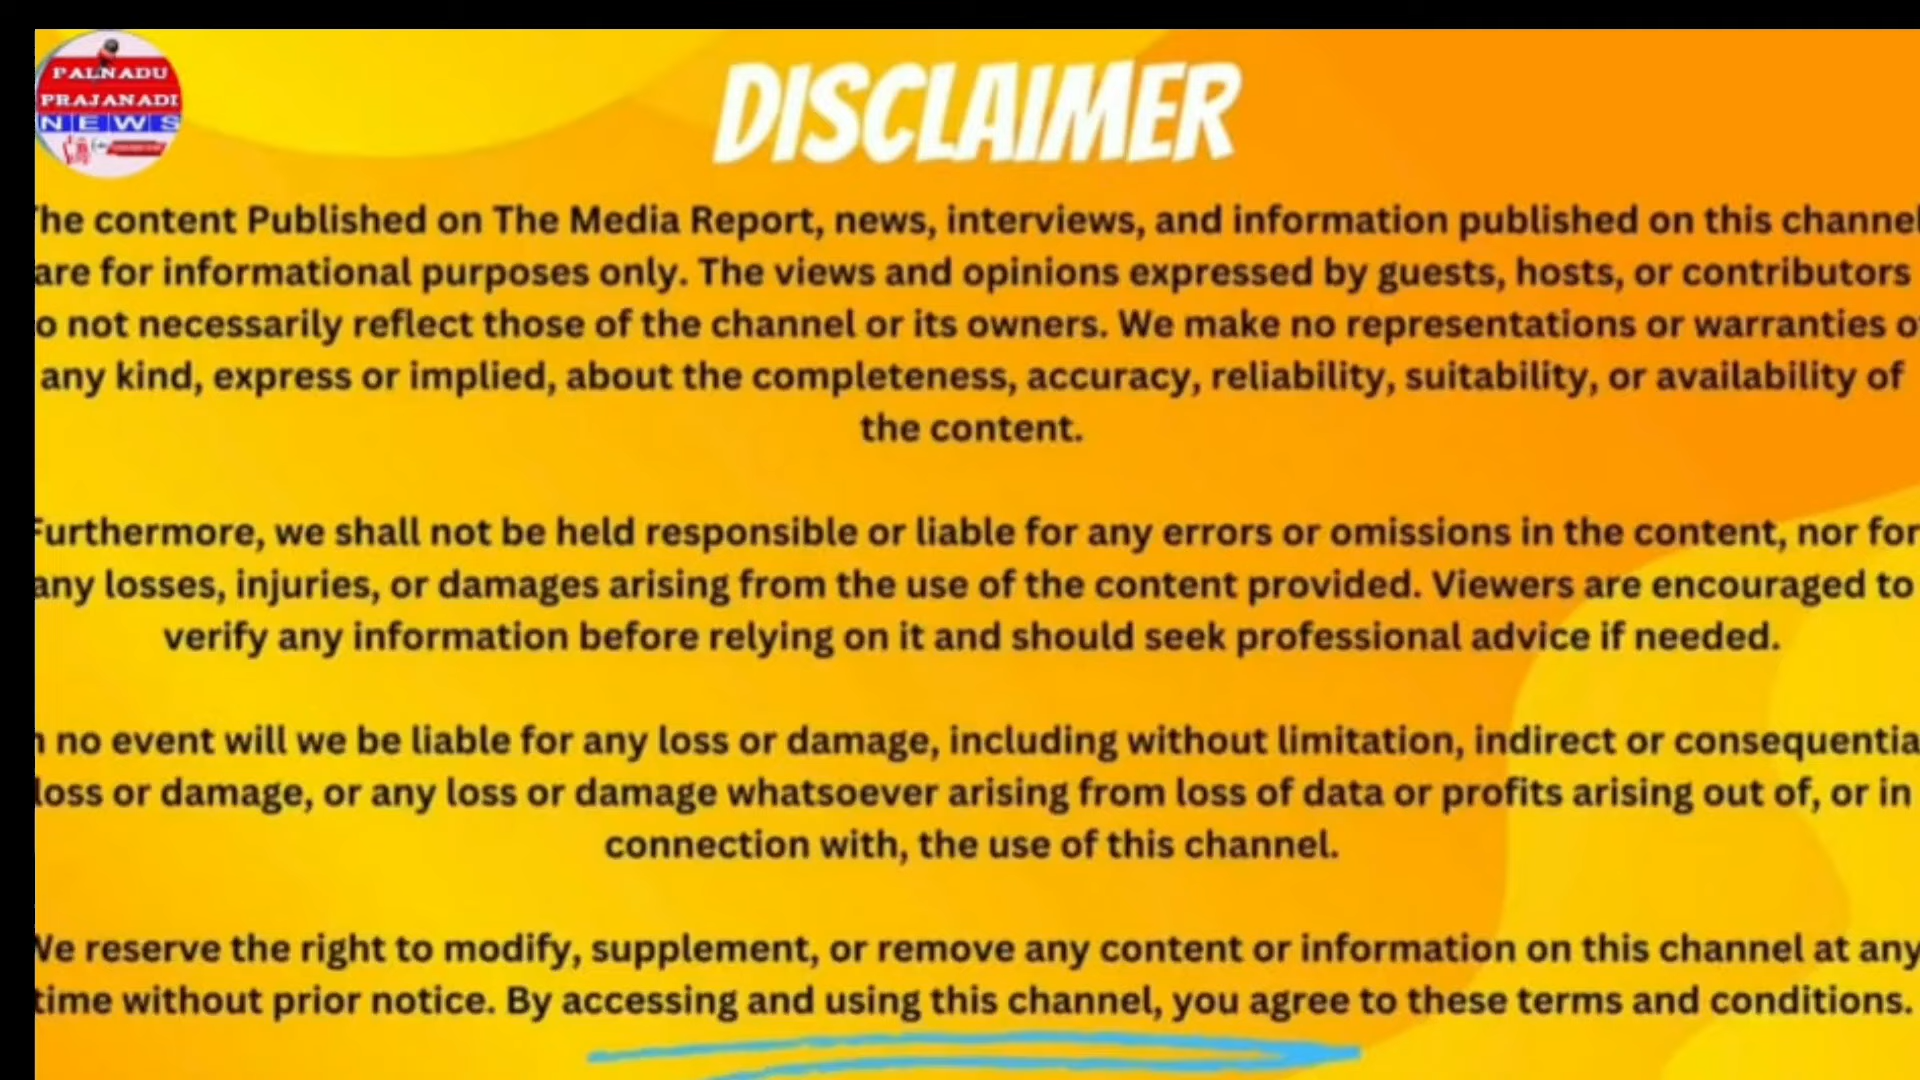 PALNADU
PRAJANADI
NEWS
DISCLAIMER
he content Published on The Media Report, news, interviews, and information published on this channel
are for informational purposes only. The views and opinions expressed by guests, hosts, or contributors
o not necessarily reflect those of the channel or its owners. We make no representations or warranties o
any kind, express or implied, about the completeness, accuracy, reliability, suitability, or availability of
the content.
Furthermore, we shall not be held responsible or liable for any errors or omissions in the content, nor for
any losses, injuries, or damages arising from the use of the content provided. Viewers are encouraged to
verify any information before relying on it and should seek professional advice if needed.
n no event will we be liable for any loss or damage, including without limitation, indirect or consequentia
loss or damage, or any loss or damage whatsoever arising from loss of data or profits arising out of, or in
connection with, the use of this channel.
We reserve the right to modify, supplement, or remove any content or information on this channel at any
time without prior notice. By accessing and using this channel, you agree to these terms and conditions.